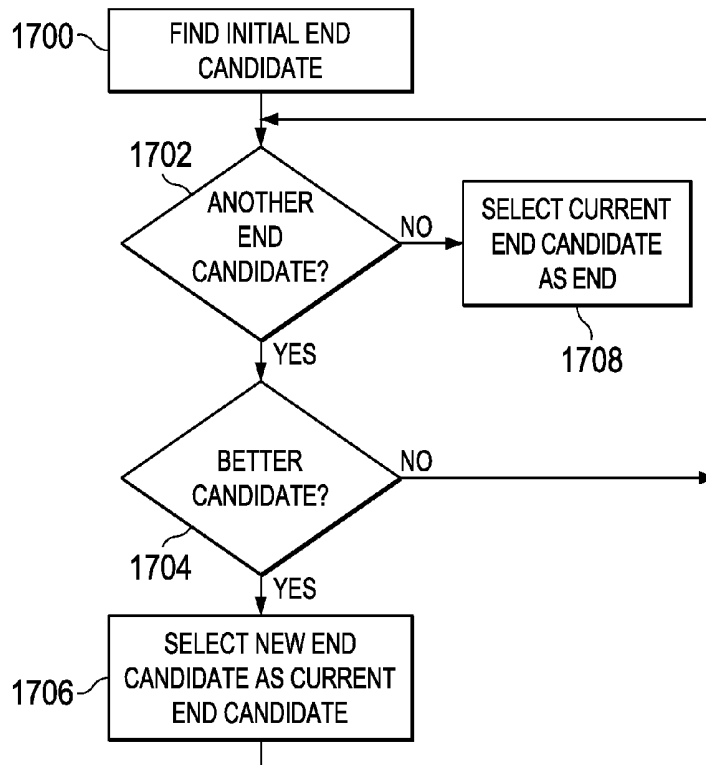 1700
FIND INITIAL END
CANDIDATE
1702
ANOTHER
END
CANDIDATE?
NO
SELECT CURRENT
END CANDIDATE
AS END
1708
YES
BETTER
CANDIDATE?
NO
1704
YES
SELECT NEW END
CANDIDATE AS CURRENT
END CANDIDATE
1706